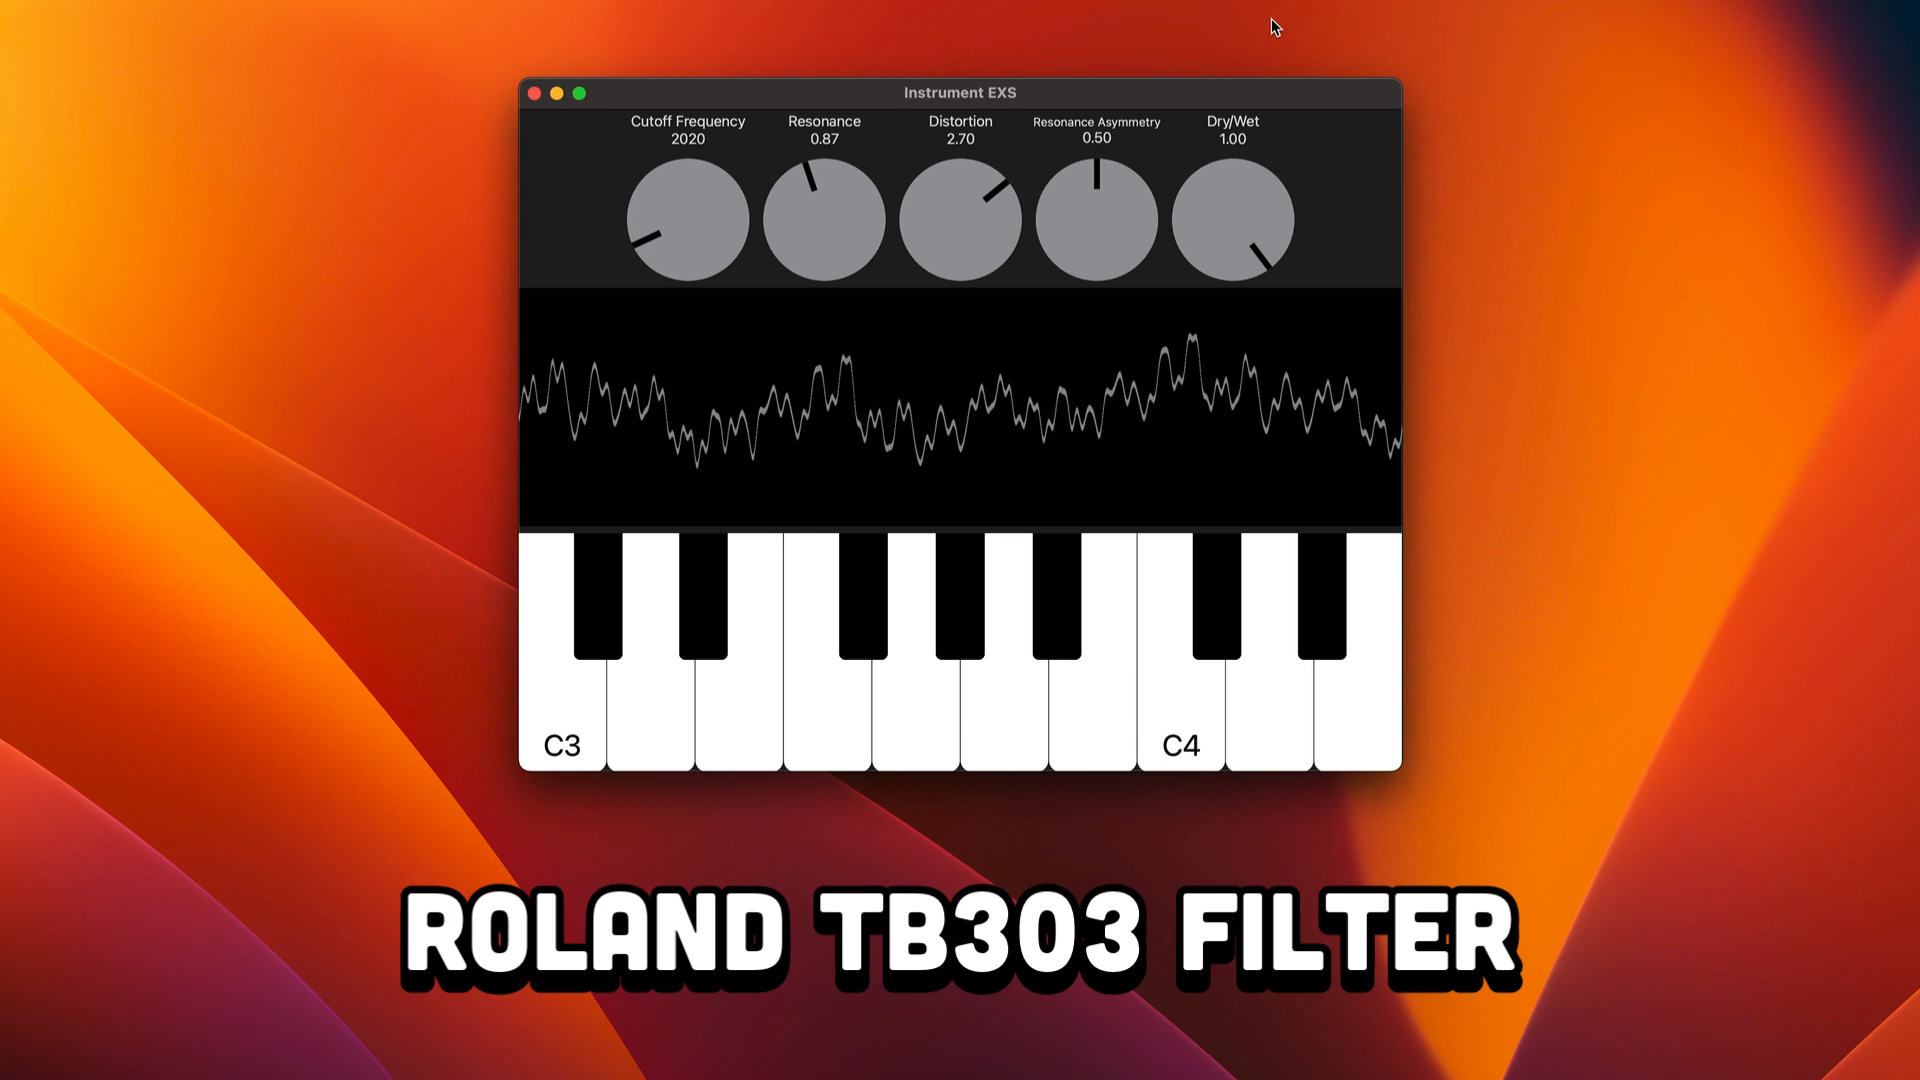 Instrument EXS
Cutoff Frequency
2020
Resonance
0.87
Distortion
2.70
Resonance Asymmetry
0.50
Dry/Wet
1.00
C3
C4
ROLAND TB303 FILTER